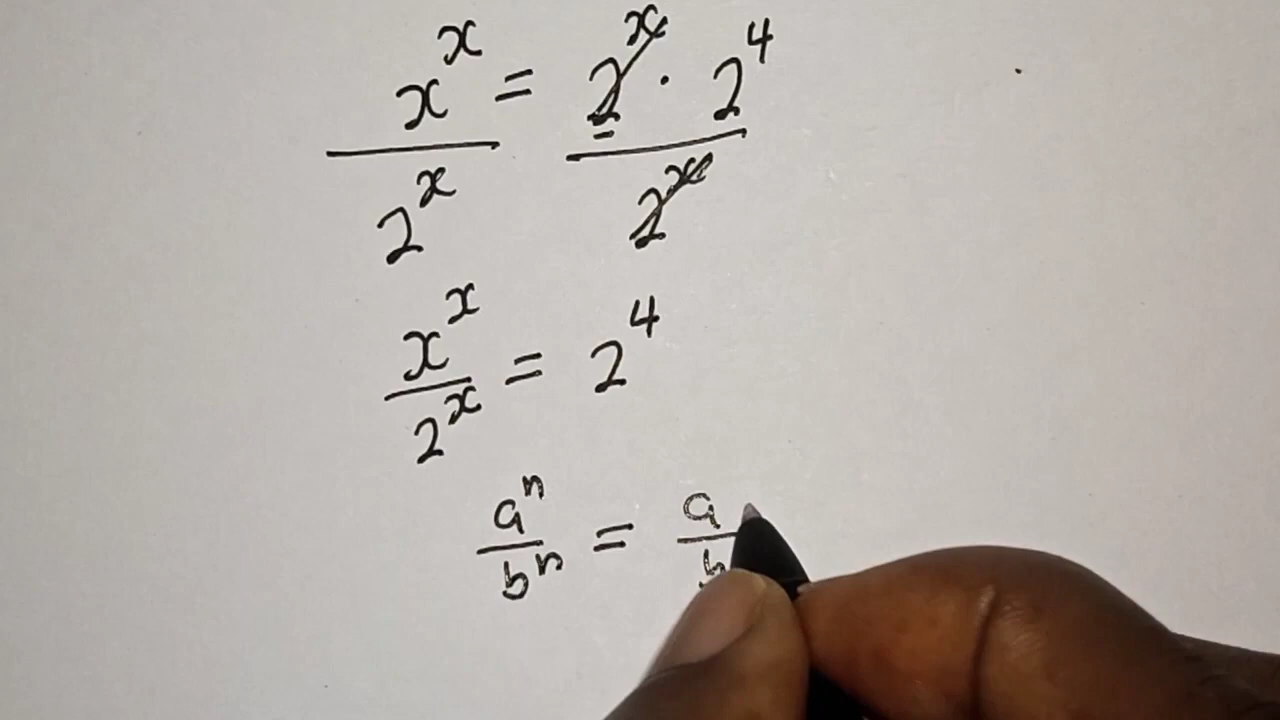 x^x / 2^x = 2^x · 2^4 / 2^x
x^x / 2^x = 2^4
a^n / b^n = a / b